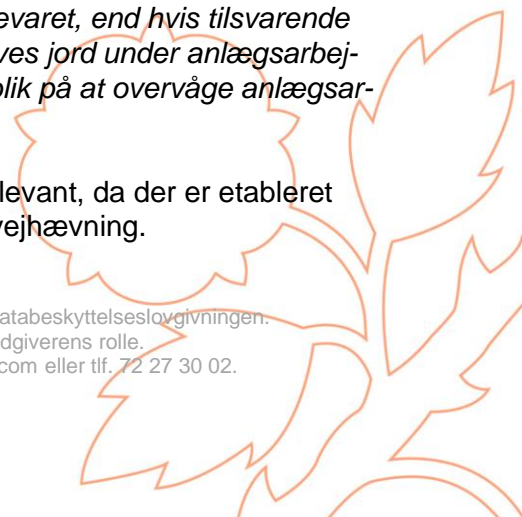 evaret, end hvis tilsvarende
ves jord under anlægsarbej-
olik på at overvåge anlægsar-
levant, da der er etableret
vejhævning.
atabeskyttelseslovgivningen.
dgiverens rolle.
com eller tlf. 72 27 30 02.